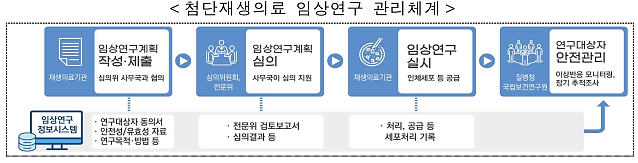 <첨단재생의료 임상연구 관리체계>
임상연구계획
작성·제출
심의위 사무국과 협의
재생의료기관
임상연구계획
심의
사무국이 심의 지원
심의위원회,
전문위
임상연구
실시
인체세포 등 공급
재생의료기관
연구대상자
안전관리
이상반응 모니터링,
장기 추적조사
질병청
국립보건연구원
임상연구
정보시스템
· 연구대상자 동의서
· 안전성/유효성 자료
· 연구목적·방법 등
· 전문위 검토보고서
· 심의결과 등
· 처리, 공급 등
세포처리 기록